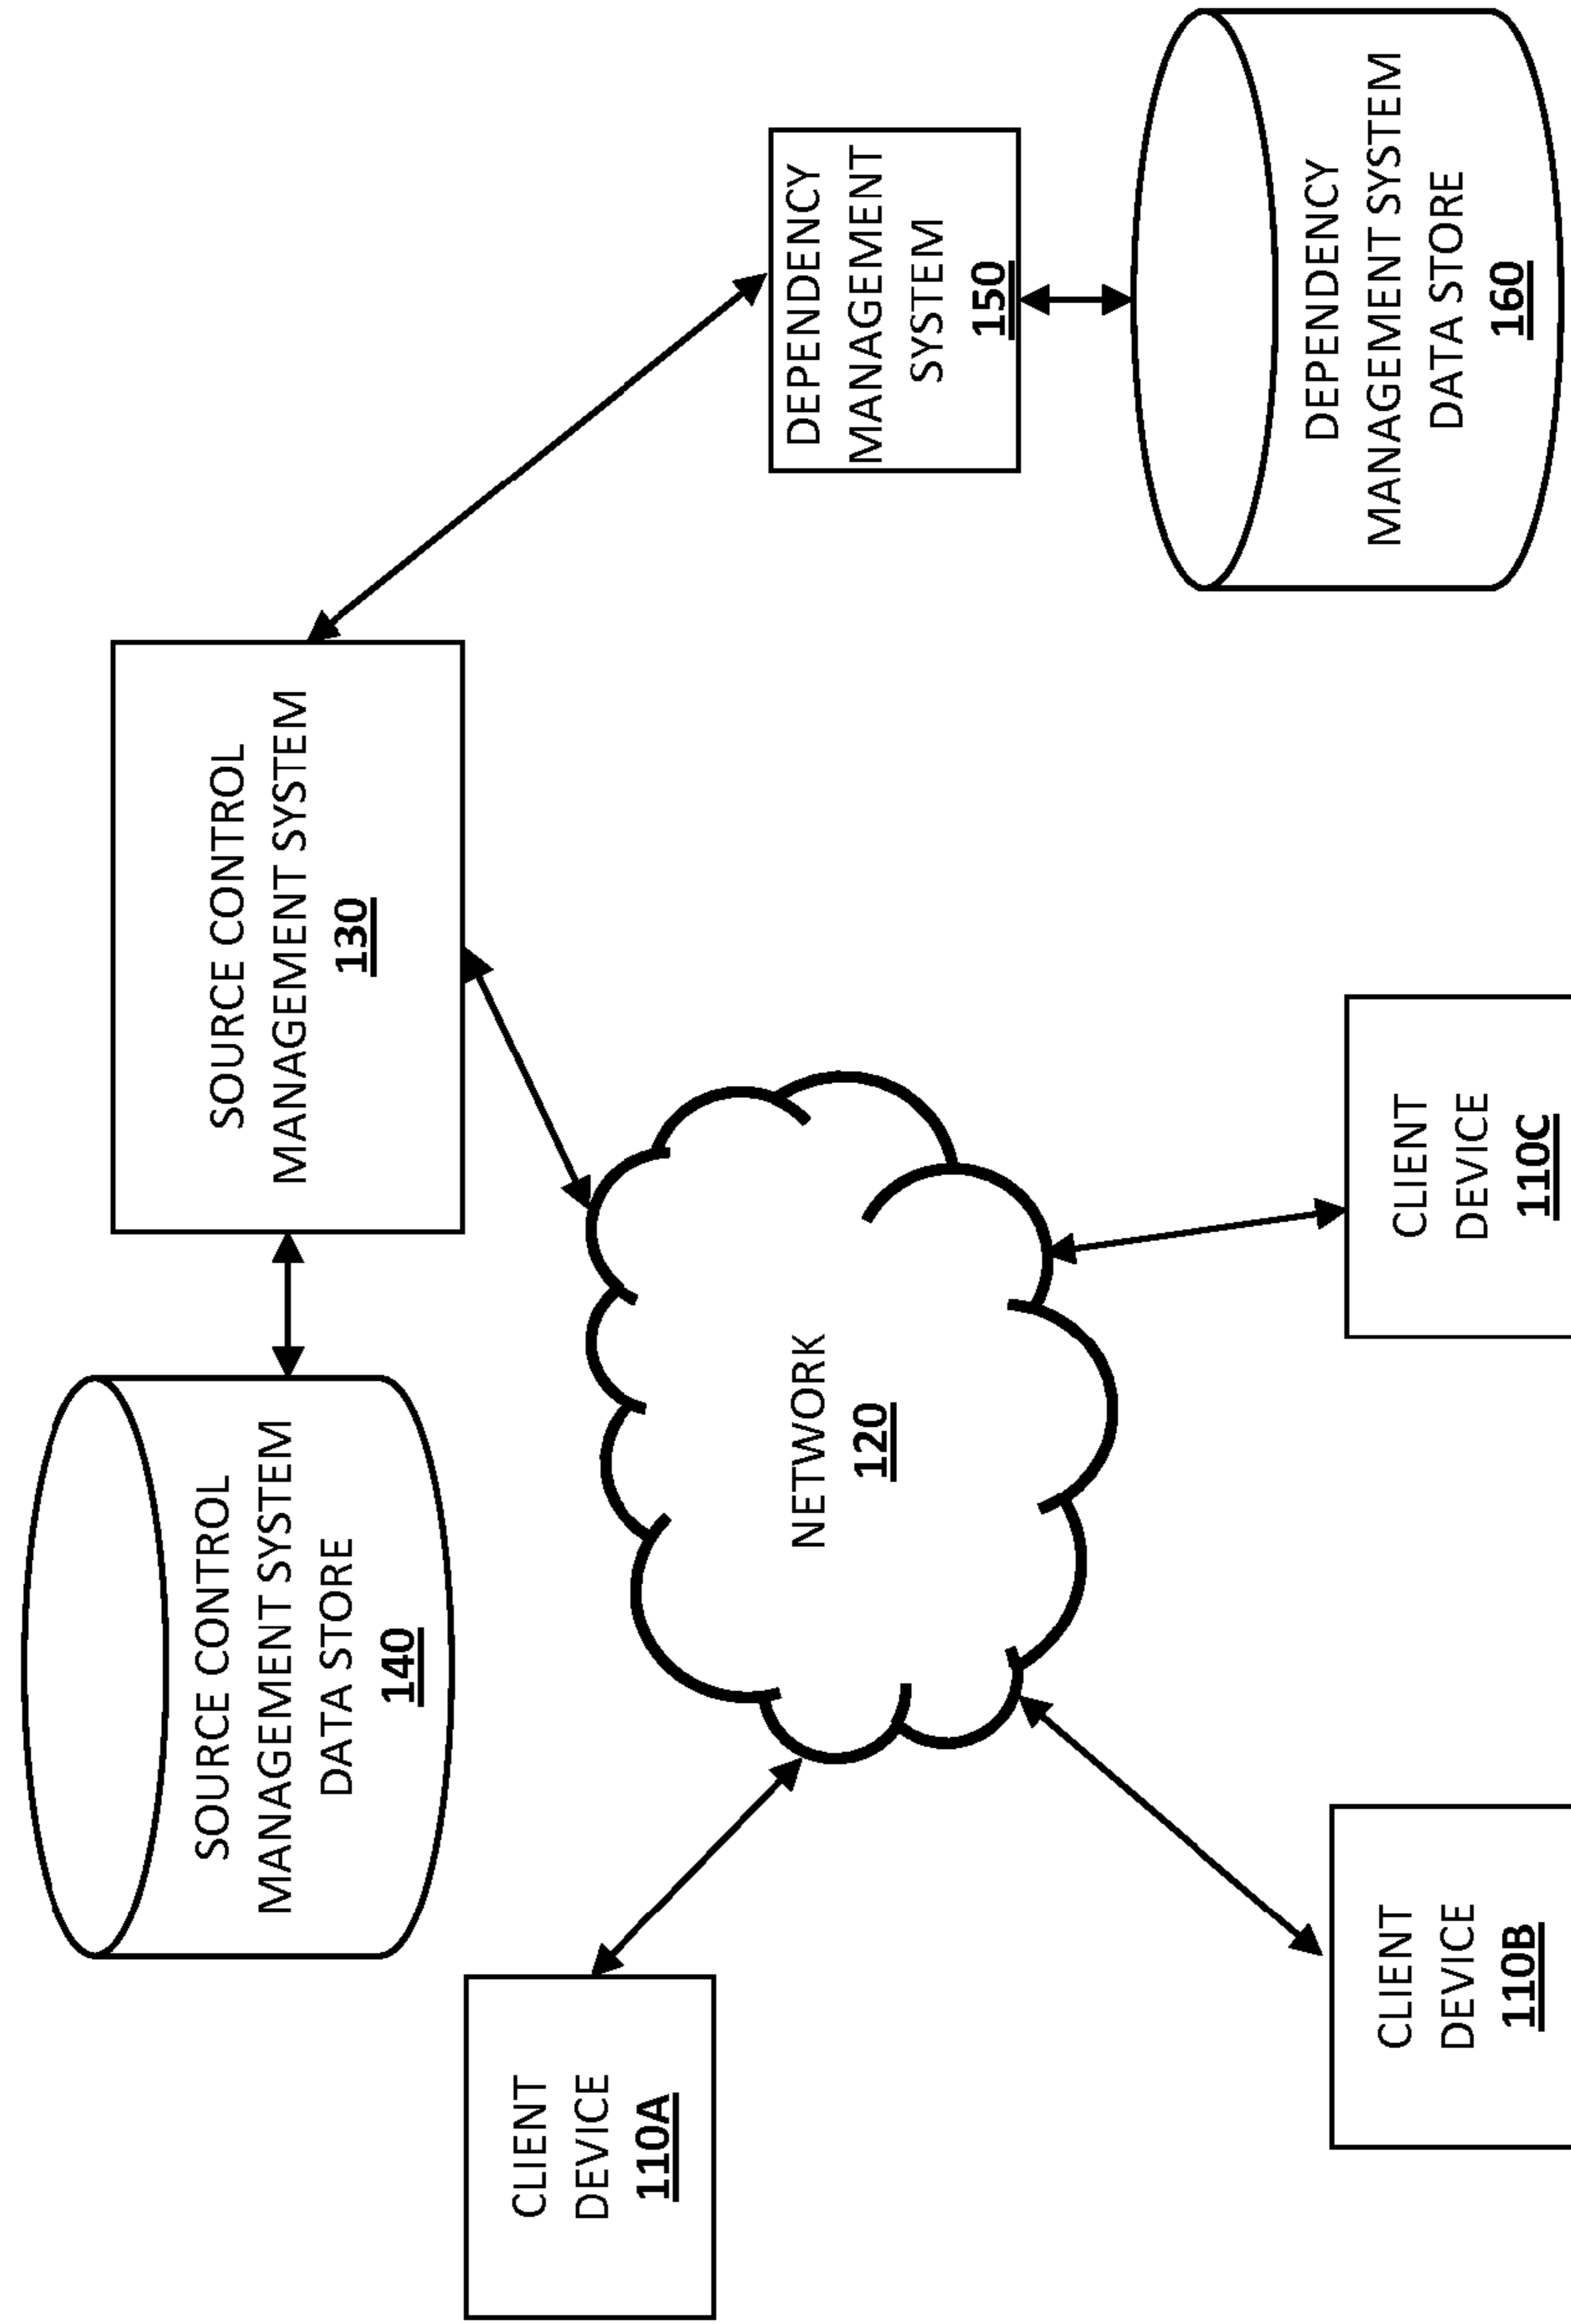 SOURCE CONTROL
MANAGEMENT SYSTEM
DATA STORE
140
SOURCE CONTROL
MANAGEMENT SYSTEM
130
CLIENT
DEVICE
110A
NETWORK
120
DEPENDENCY
MANAGEMENT
SYSTEM
150
CLIENT
DEVICE
110B
CLIENT
DEVICE
110C
DEPENDENCY
MANAGEMENT SYSTEM
DATA STORE
160